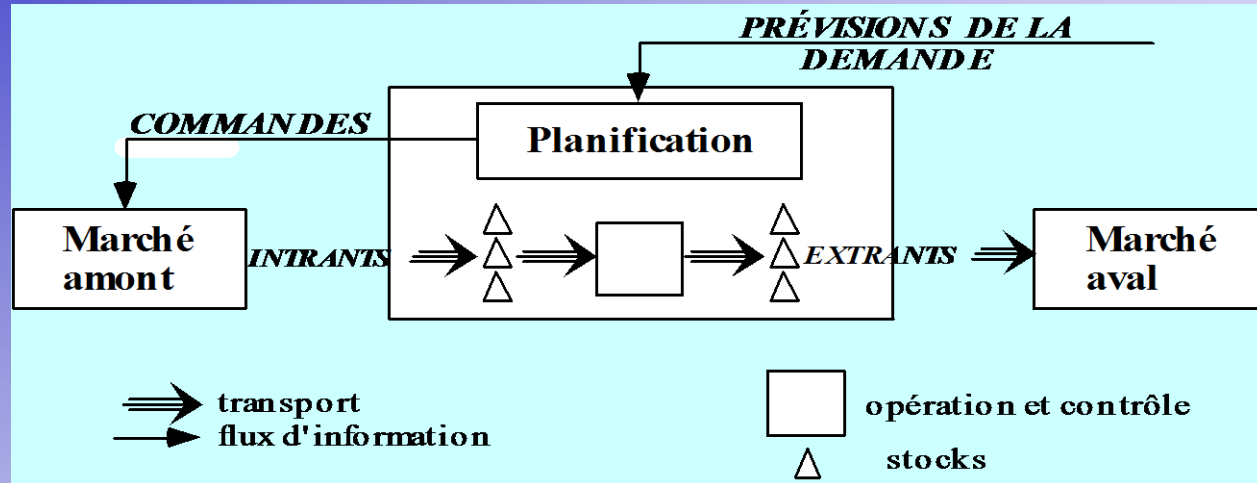 PRÉVISIONS DE LA
DEMANDE
COMMANDES
Planification
Marché
amont
INTRANTS
EXTRANTS
Marché
aval
transport
flux d'information
opération et contrôle
stocks